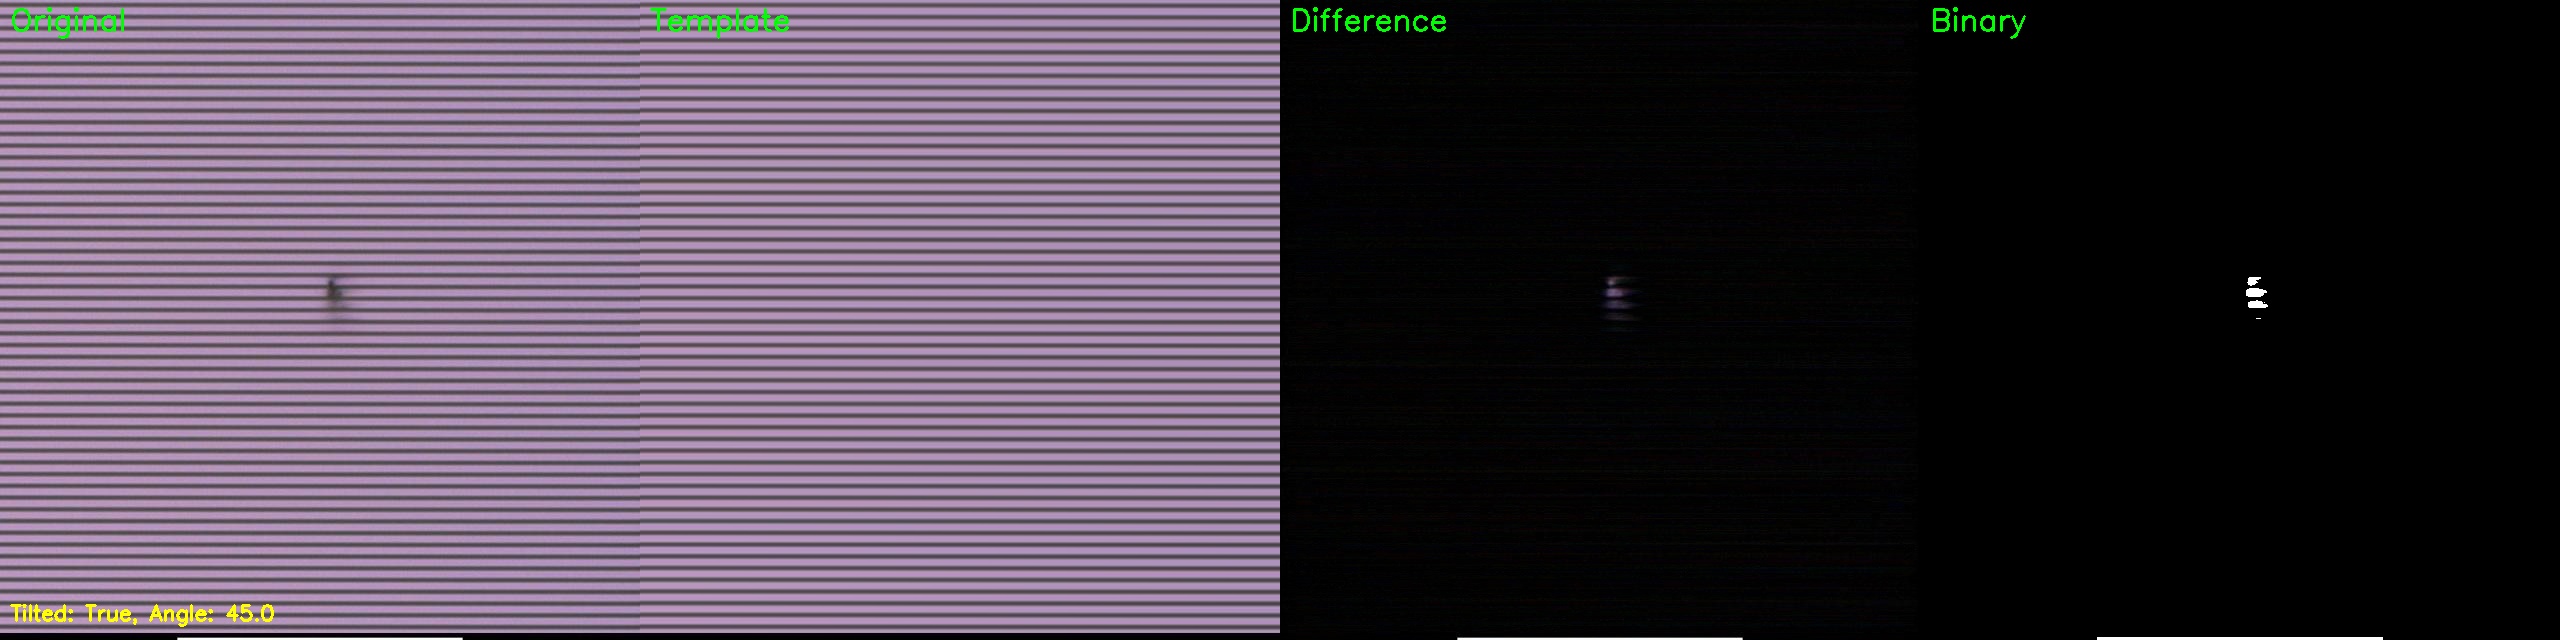 Original
Template
Difference
Binary
Tilted: True, Angle: 45.0